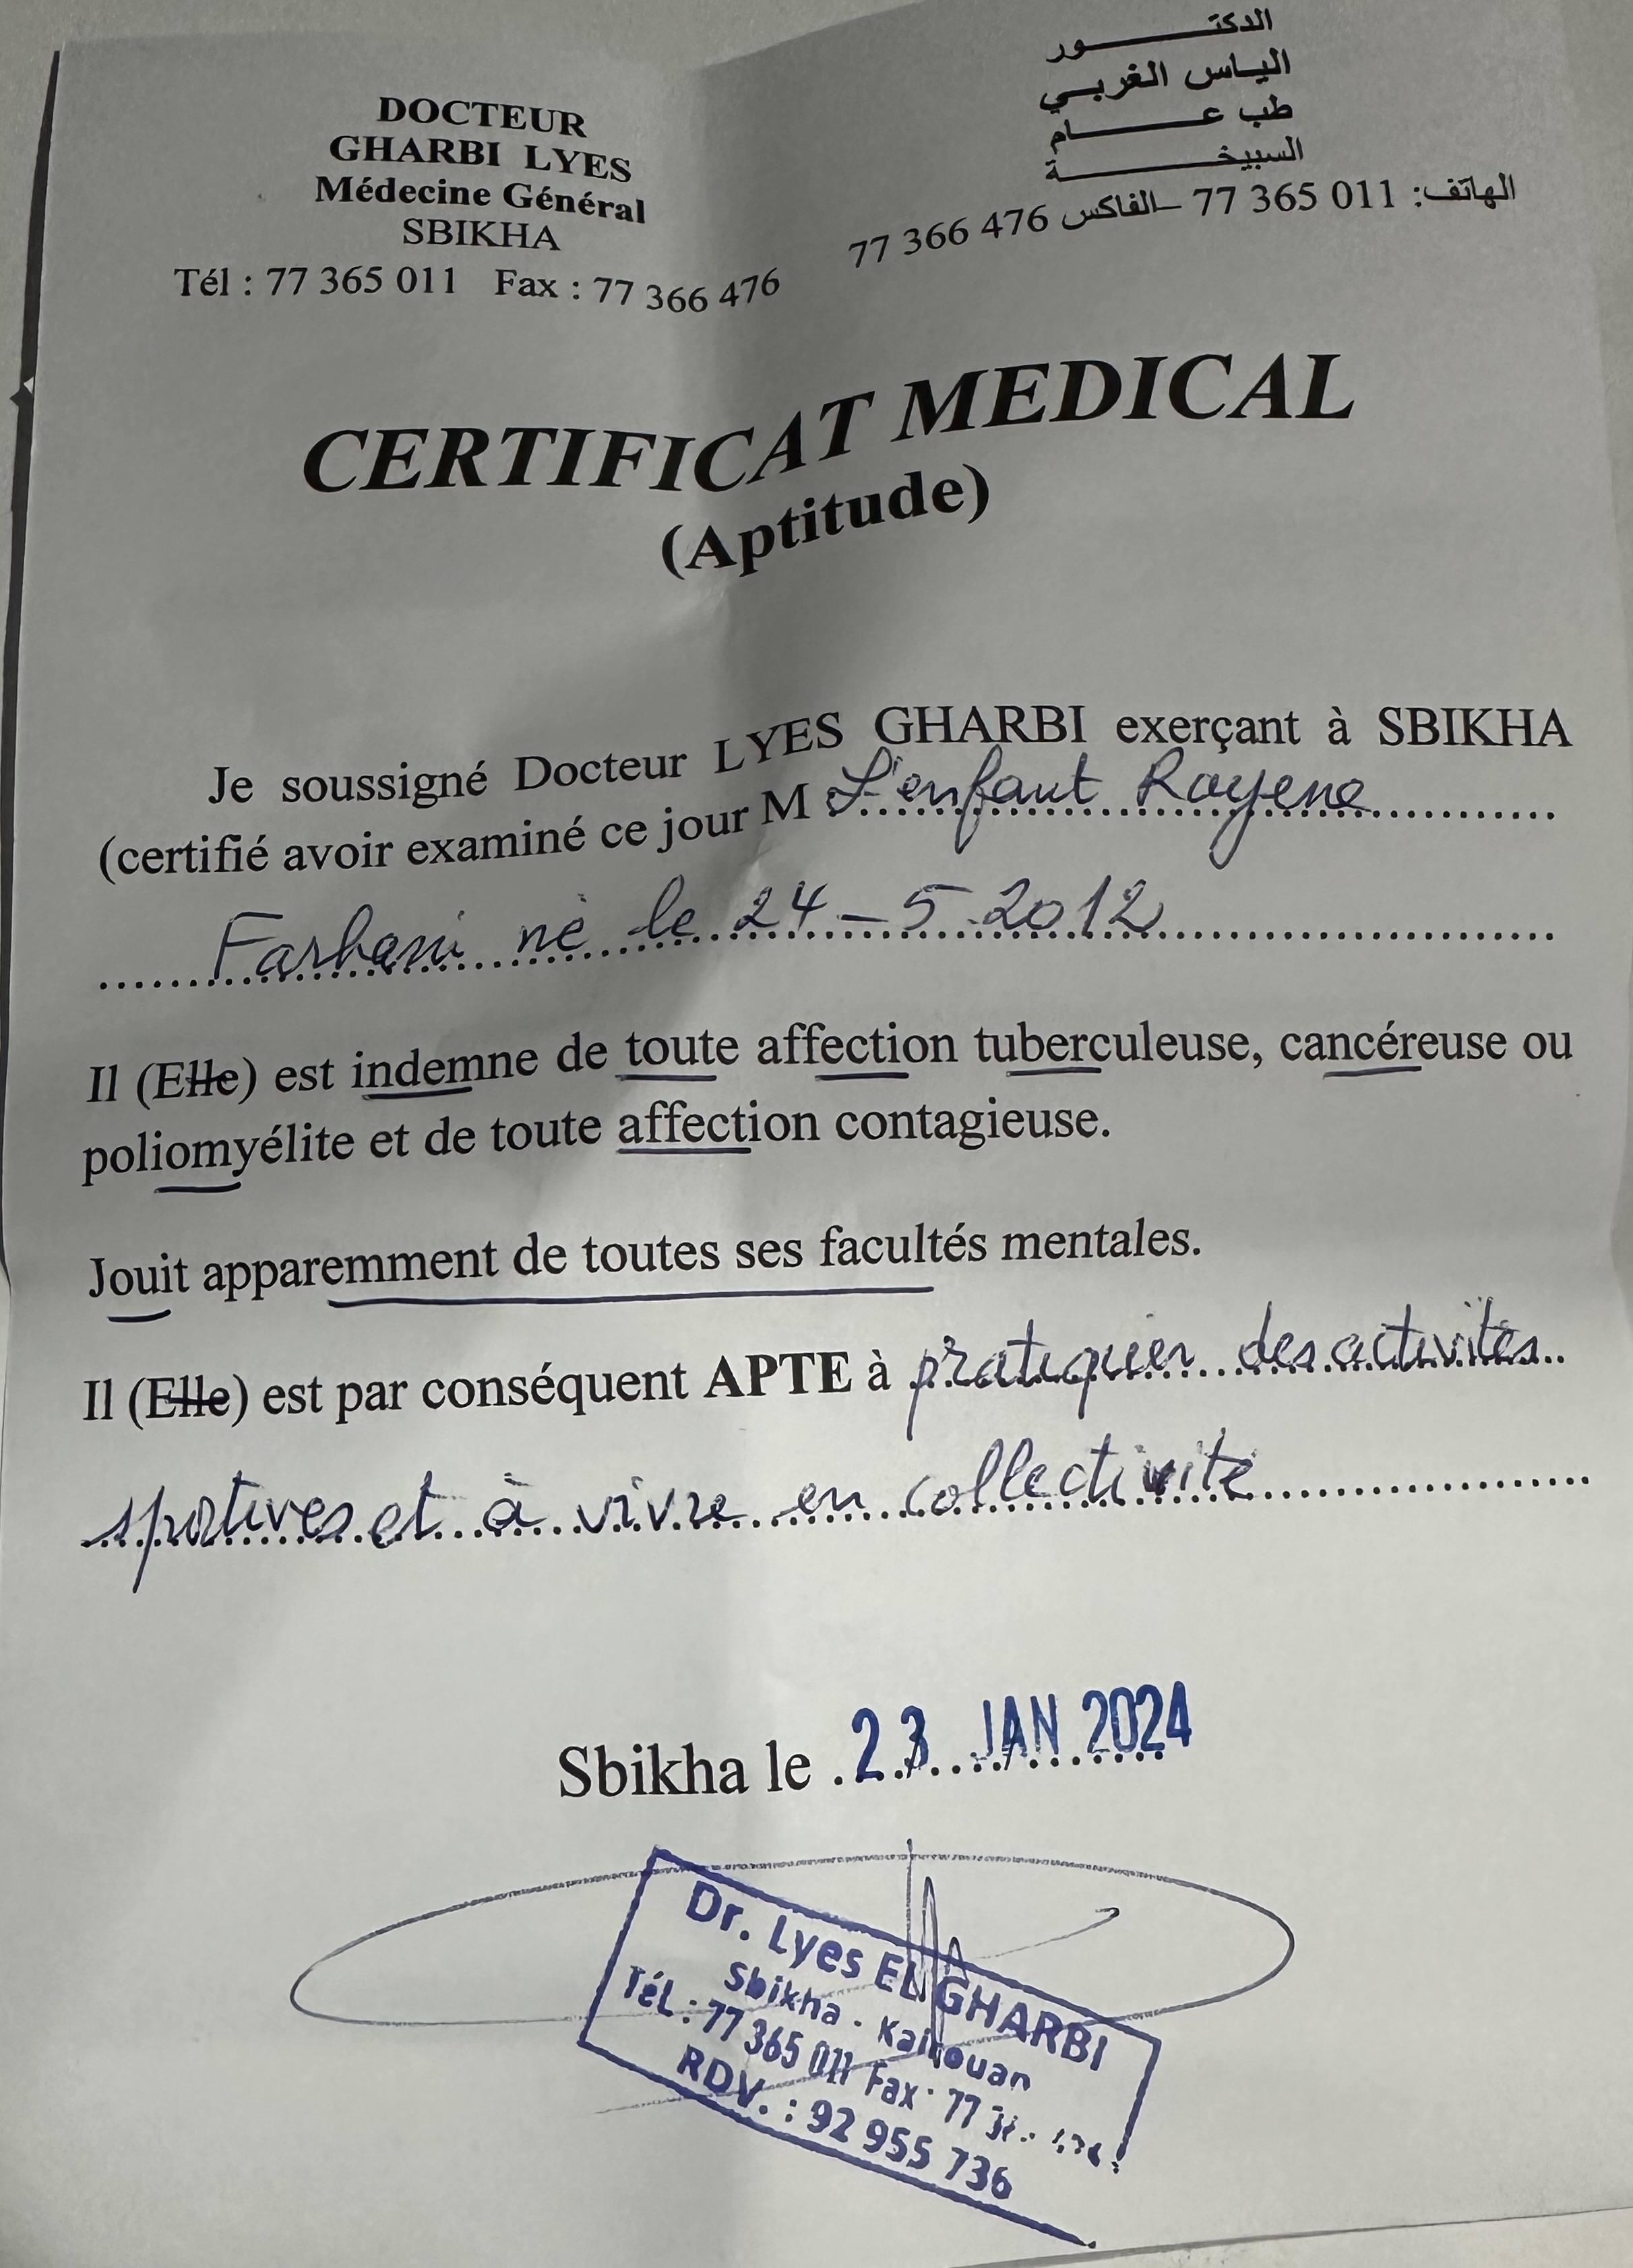 DOCTEUR
GHARBI LYES
Médecine Général
SBIKHA
Tél : 77 365 011 Fax : 77 366 476
الدكتـــــور
الياس الغربـــي
طب عـــــام
السبيخـــــة
الهاتف: 011 365 77 –الفاكس 476 366 77
CERTIFICAT MEDICAL
(Aptitude)
Je soussigné Docteur LYES GHARBI exerçant à SBIKHA
(certifié avoir examiné ce jour M L'enfant Rayene
Farhani né le 24 - 5 - 2012
Il (Elle) est indemne de toute affection tuberculeuse, cancéreuse ou
poliomyélite et de toute affection contagieuse.
Jouit apparemment de toutes ses facultés mentales.
Il (Elle) est par conséquent APTE à pratiquer des activités
sportives et à vivre en collectivité
Sbikha le 23 JAN 2024
Dr. Lyes EL GHARBI
Sbikha - Kairouan
Tél : 77 365 011 Fax : 77
RDV. : 92 955 736